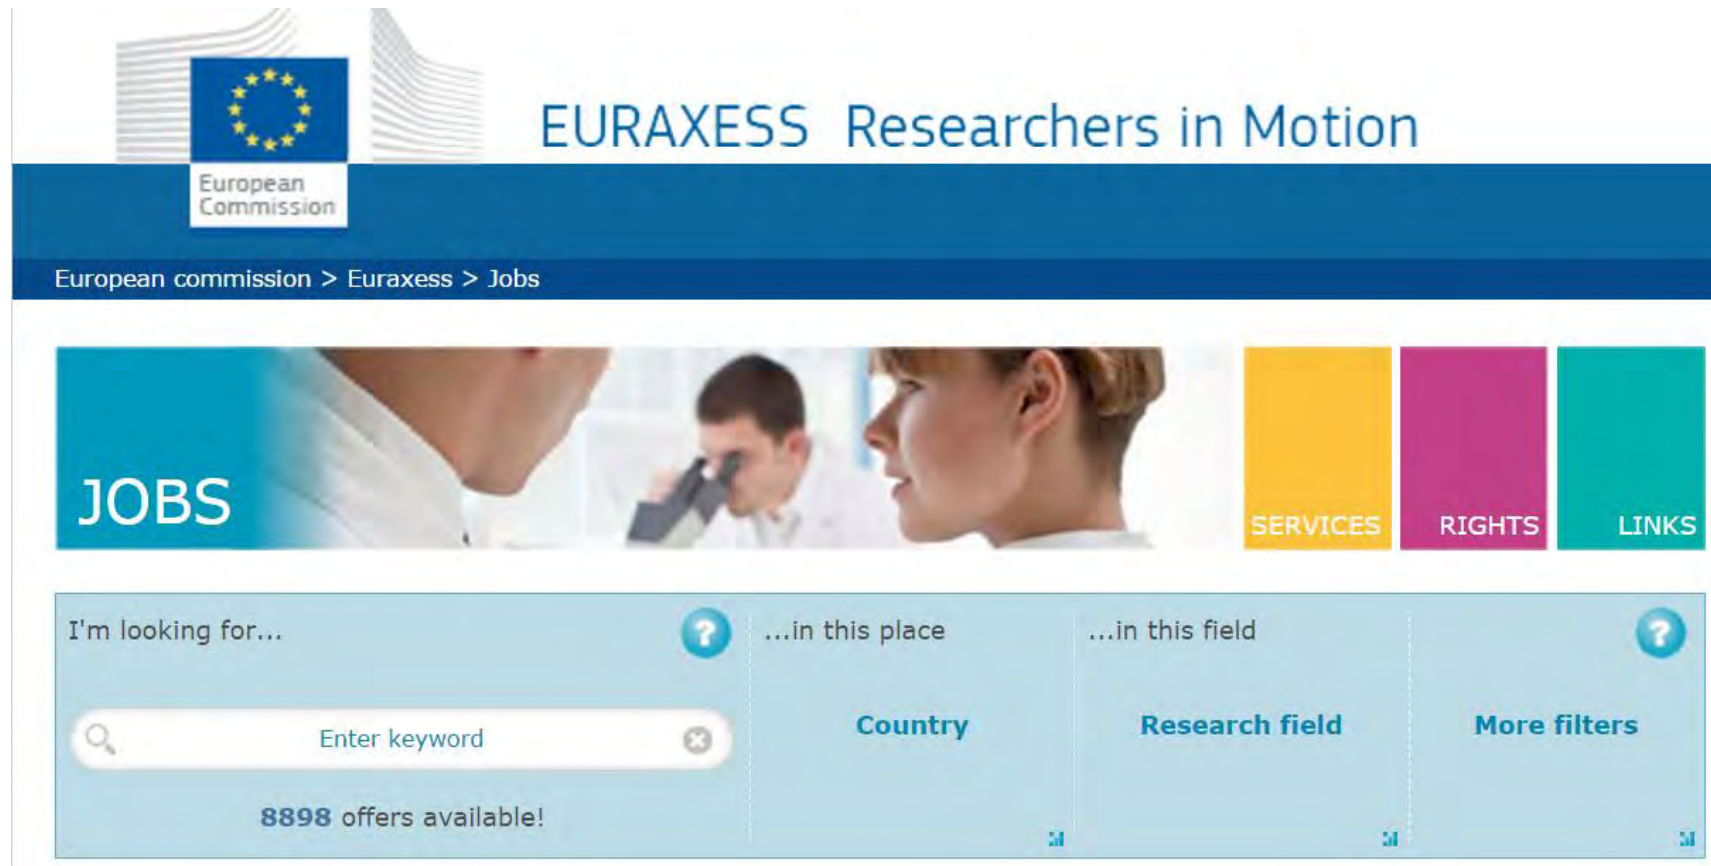 EURAXESS Researchers in Motion
European
Commission
European commission > Euraxess > Jobs
JOBS
SERVICES
RIGHTS
LINKS
I'm looking for...
?
...in this place
...in this field
?
Enter keyword
Country
Research field
More filters
8898 offers available!